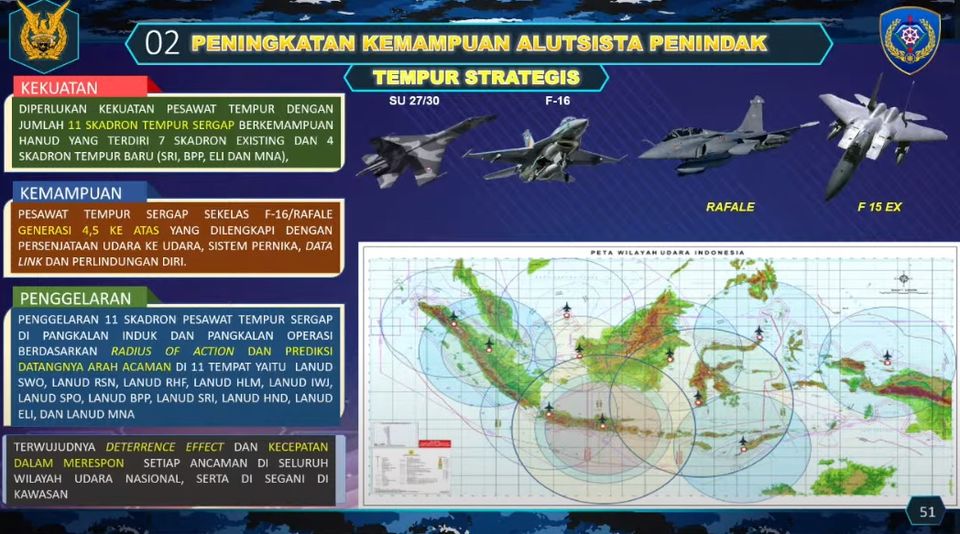 02 PENINGKATAN KEMAMPUAN ALUTSISTA PENINDAK
TEMPUR STRATEGIS
KEKUATAN
DIPERLUKAN KEKUATAN PESAWAT TEMPUR DENGAN
JUMLAH 11 SKADRON TEMPUR SERGAP BERKEMAMPUAN
HANUD YANG TERDIRI 7 SKADRON EXISTING DAN 4
SKADRON TEMPUR BARU (SRI, BPP, ELI DAN MNA),
KEMAMPUAN
PESAWAT TEMPUR SERGAP SEKELAS F-16/RAFALE
GENERASI 4,5 KE ATAS YANG DILENGKAPI DENGAN
PERSENJATAAN UDARA KE UDARA, SISTEM PERNIKA, DATA
LINK DAN PERLINDUNGAN DIRI.
PENGGELARAN
PENGGELARAN 11 SKADRON PESAWAT TEMPUR SERGAP
DI PANGKALAN INDUK DAN PANGKALAN OPERASI
BERDASARKAN RADIUS OF ACTION DAN PREDIKSI
DATANGNYA ARAH ACAMAN DI 11 TEMPAT YAITU LANUD
SWO, LANUD RSN, LANUD RHF, LANUD HLM, LANUD IWJ,
LANUD SPO, LANUD BPP, LANUD SRI, LANUD HND, LANUD
ELI, DAN LANUD MNA
TERWUJUDNYA DETERRENCE EFFECT DAN KECEPATAN
DALAM MERESPON SETIAP ANCAMAN DI SELURUH
WILAYAH UDARA NASIONAL, SERTA DI SEGANI DI
KAWASAN
SU 27/30
F-16
RAFALE
F 15 EX
PETA WILAYAH UDARA INDONESIA
51